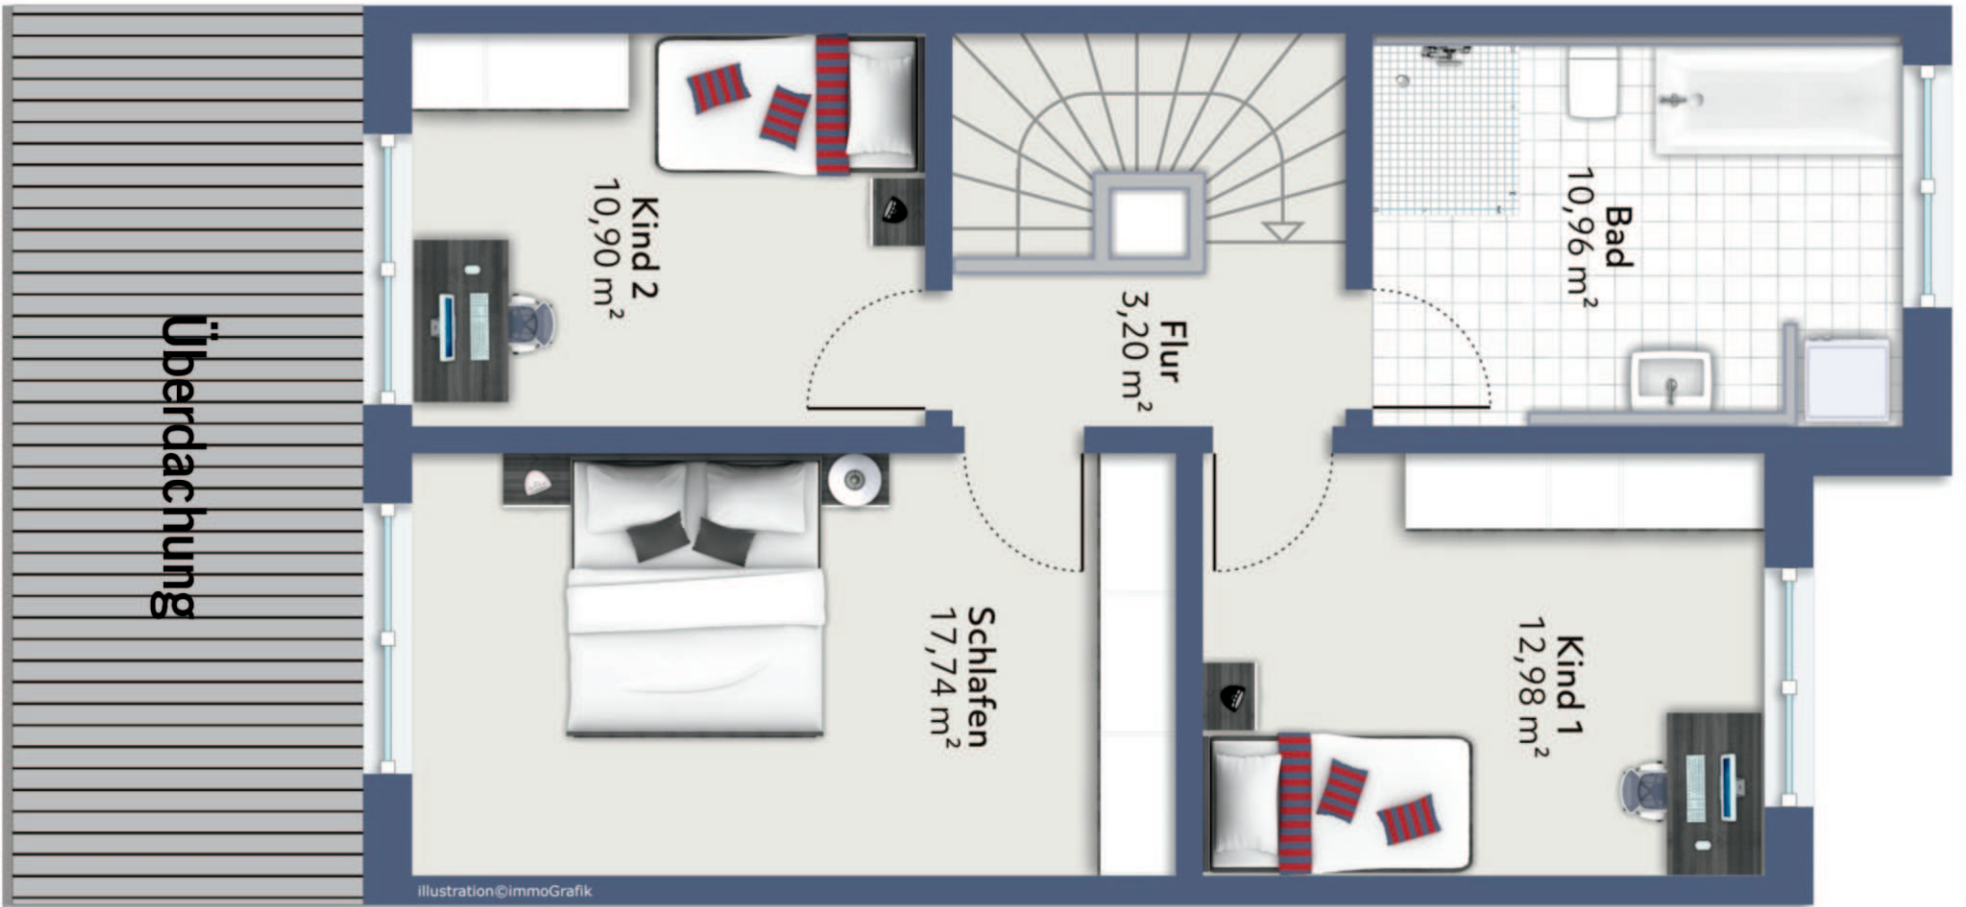 Überdachung
Kind 2
10,90 m²
Flur
3,20 m²
Bad
10,96 m²
Schlafen
17,74 m²
Kind 1
12,98 m²
illustration©immoGrafik